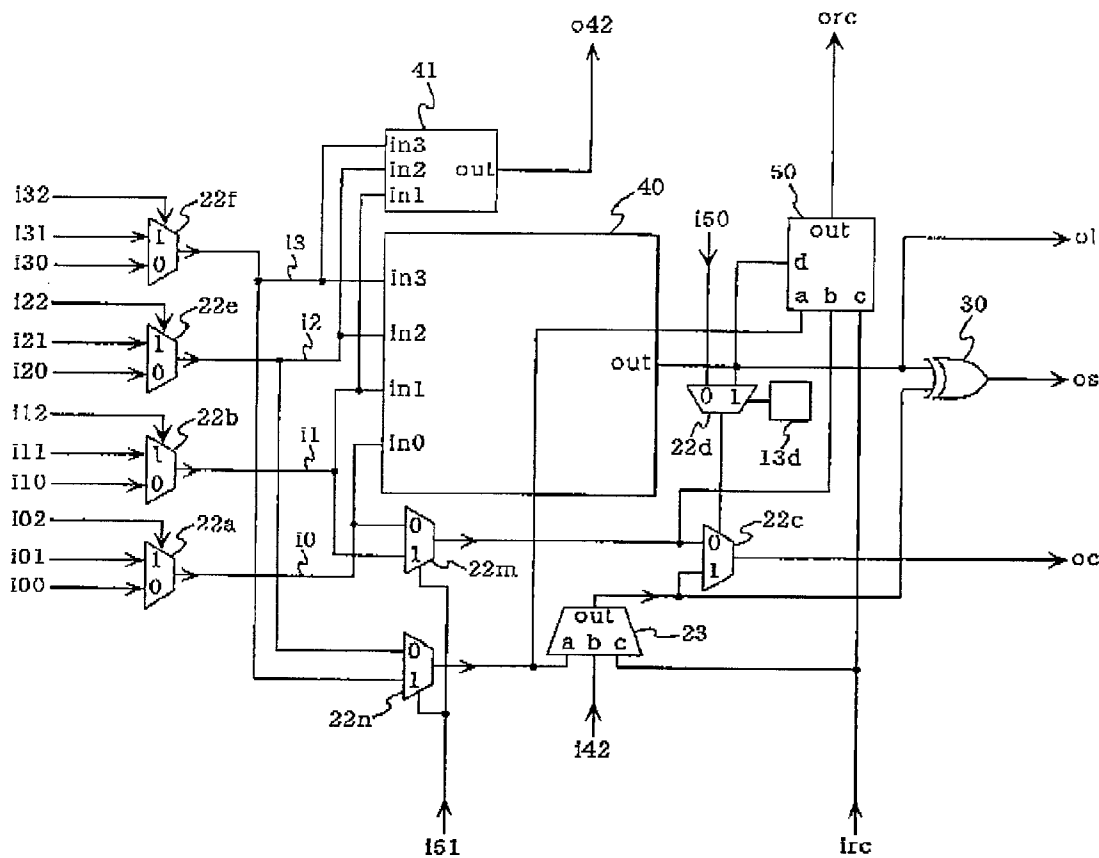 o42
orc
41
in3
in2
in1
out
40
50
out
d
a b c
i50
i32
i31
i30
1
0
22f
i3
In3
ol
i22
i21
i20
1
0
22e
i2
In2
out
30
os
i12
i11
i10
1
0
22b
i1
in1
0 1
22d
13d
In0
i02
i01
i00
1
0
22a
i0
0
1
22m
0
1
22c
oc
out
a b c
23
0
1
22n
i42
i51
irc